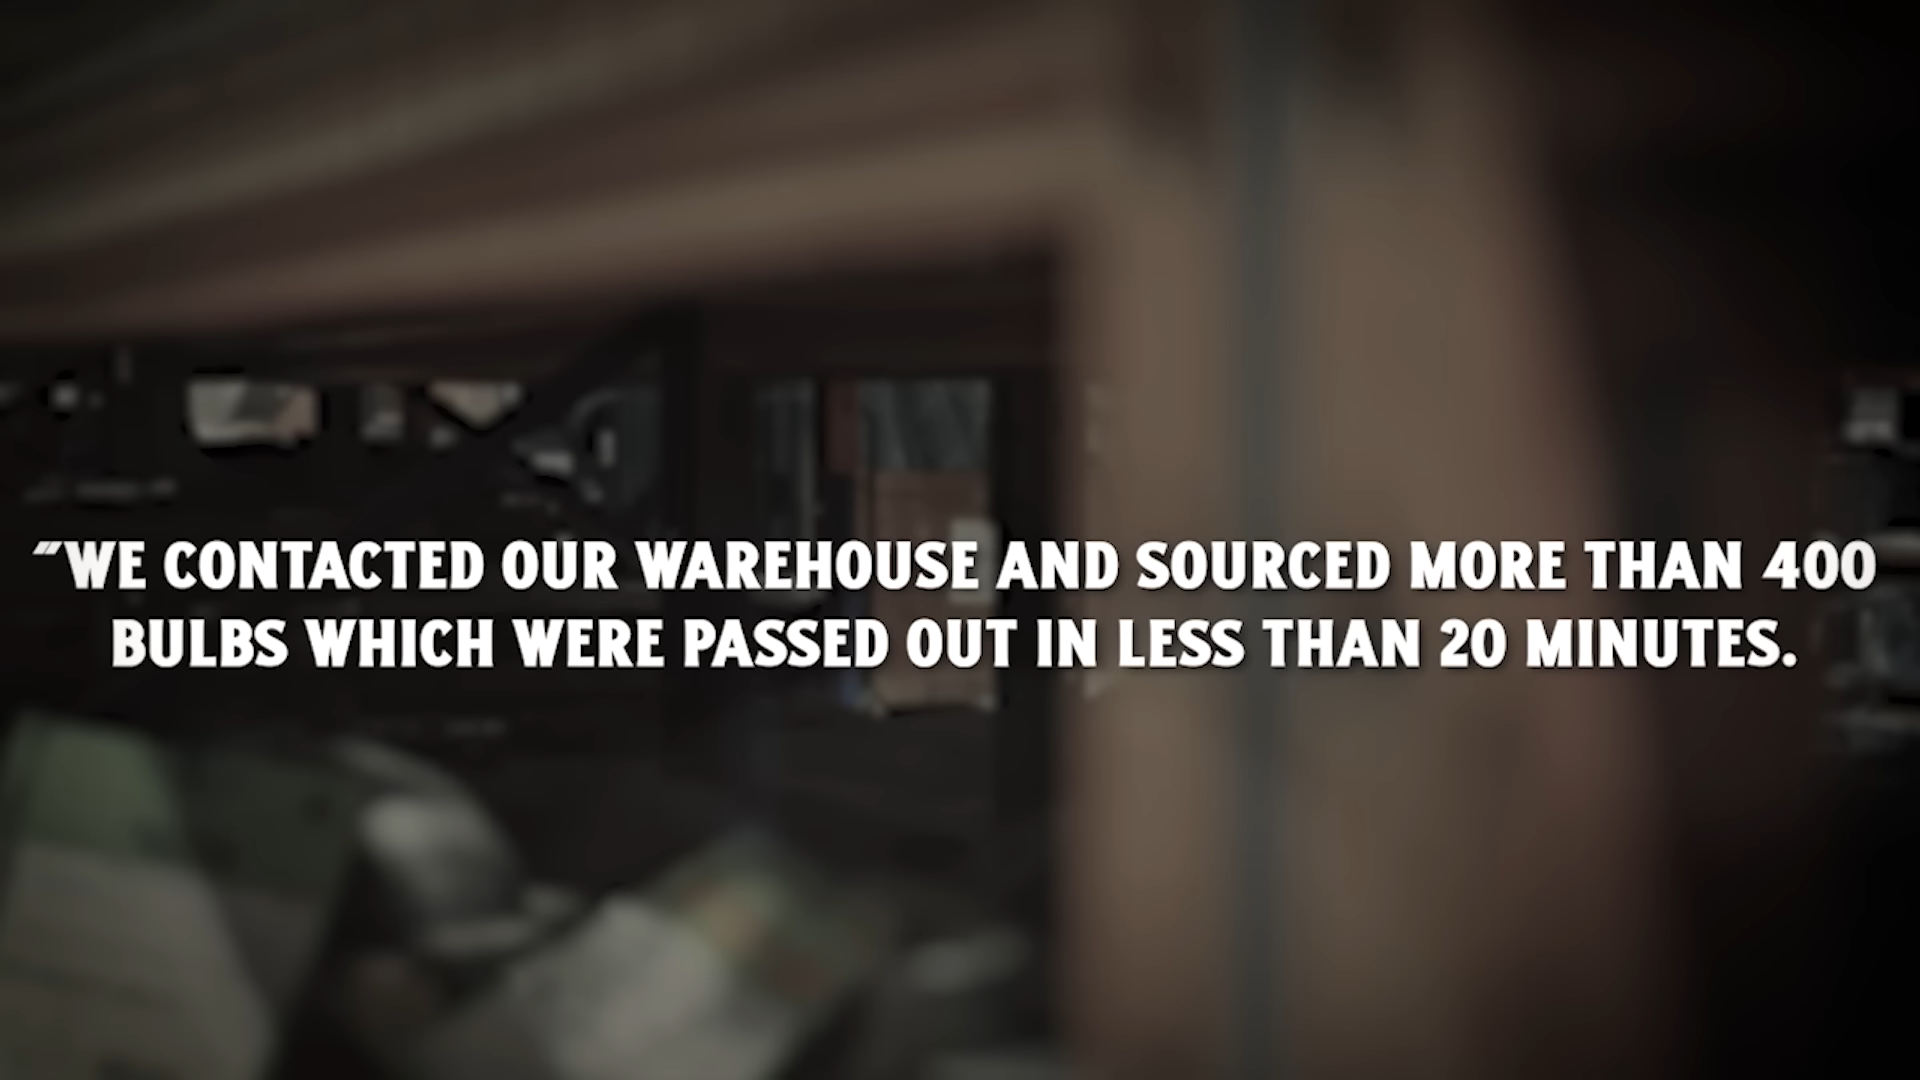 "WE CONTACTED OUR WAREHOUSE AND SOURCED MORE THAN 400
BULBS WHICH WERE PASSED OUT IN LESS THAN 20 MINUTES.